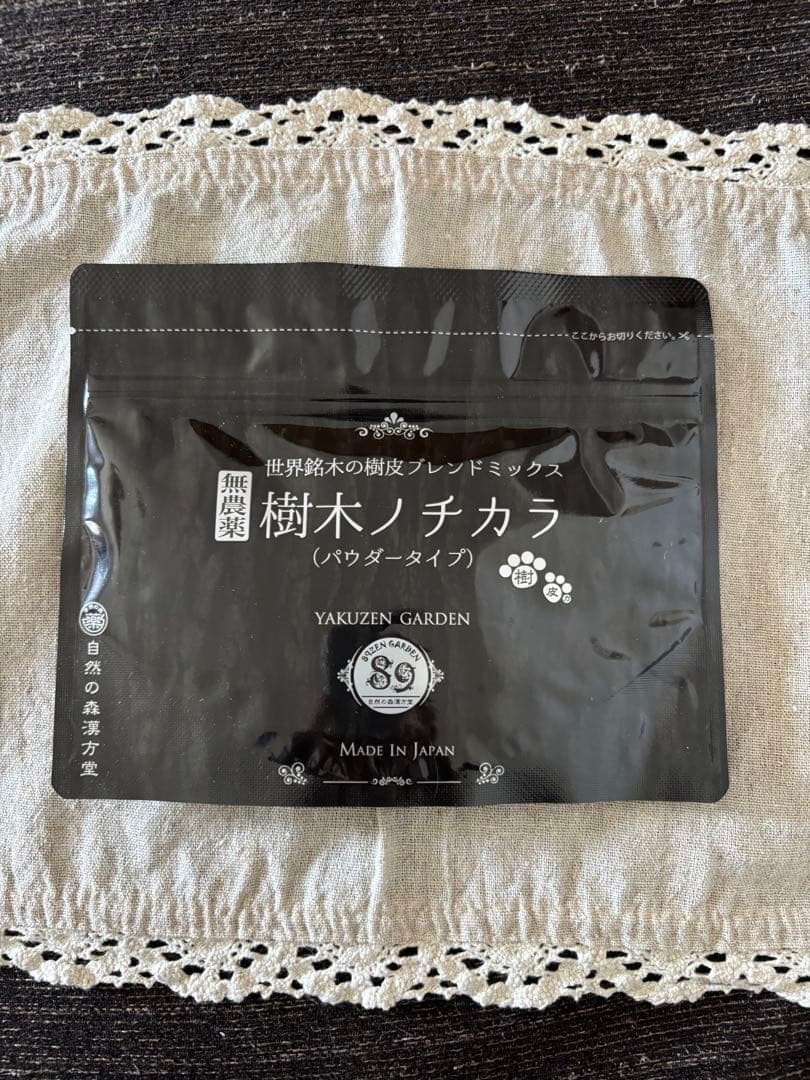 ここからお切りください。
世界銘木の樹皮ブレンドミックス
無農薬
樹木ノチカラ
(パウダータイプ)
樹
皮
YAKUZEN GARDEN
89ZEN GARDEN
89
自然の森漢方堂
MADE IN JAPAN
薬
自然の森漢方堂